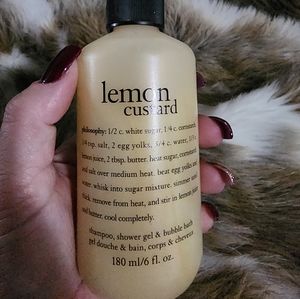 lemon
custard
philosophy: 1/2 c. white sugar, 1/4 c. cornstarch,
1/4 tsp. salt, 2 egg yolks, 3/4 c. water, 1/3 c.
lemon juice, 2 tbsp. butter. heat sugar, cornstarch
and salt over medium heat. beat egg yolks and
water. whisk into sugar mixture. simmer until
thick. remove from heat, and stir in lemon juice
and butter. cool completely.
shampoo, shower gel & bubble bath
gel douche & bain, corps & cheveux
180 ml/6 fl. oz.